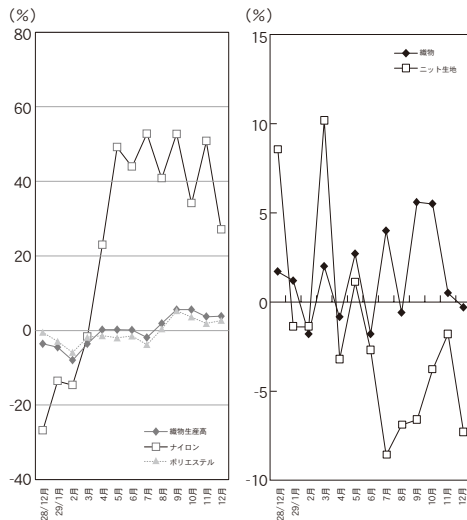 (%)
80
60
40
20
0
-20
-40
織物生産高
ナイロン
ポリエステル
28/12月
29/1月
2月
3月
4月
5月
6月
7月
8月
9月
10月
11月
12月
(%)
15
10
5
0
-5
-10
織物
ニット生地
28/12月
29/1月
2月
3月
4月
5月
6月
7月
8月
9月
10月
11月
12月